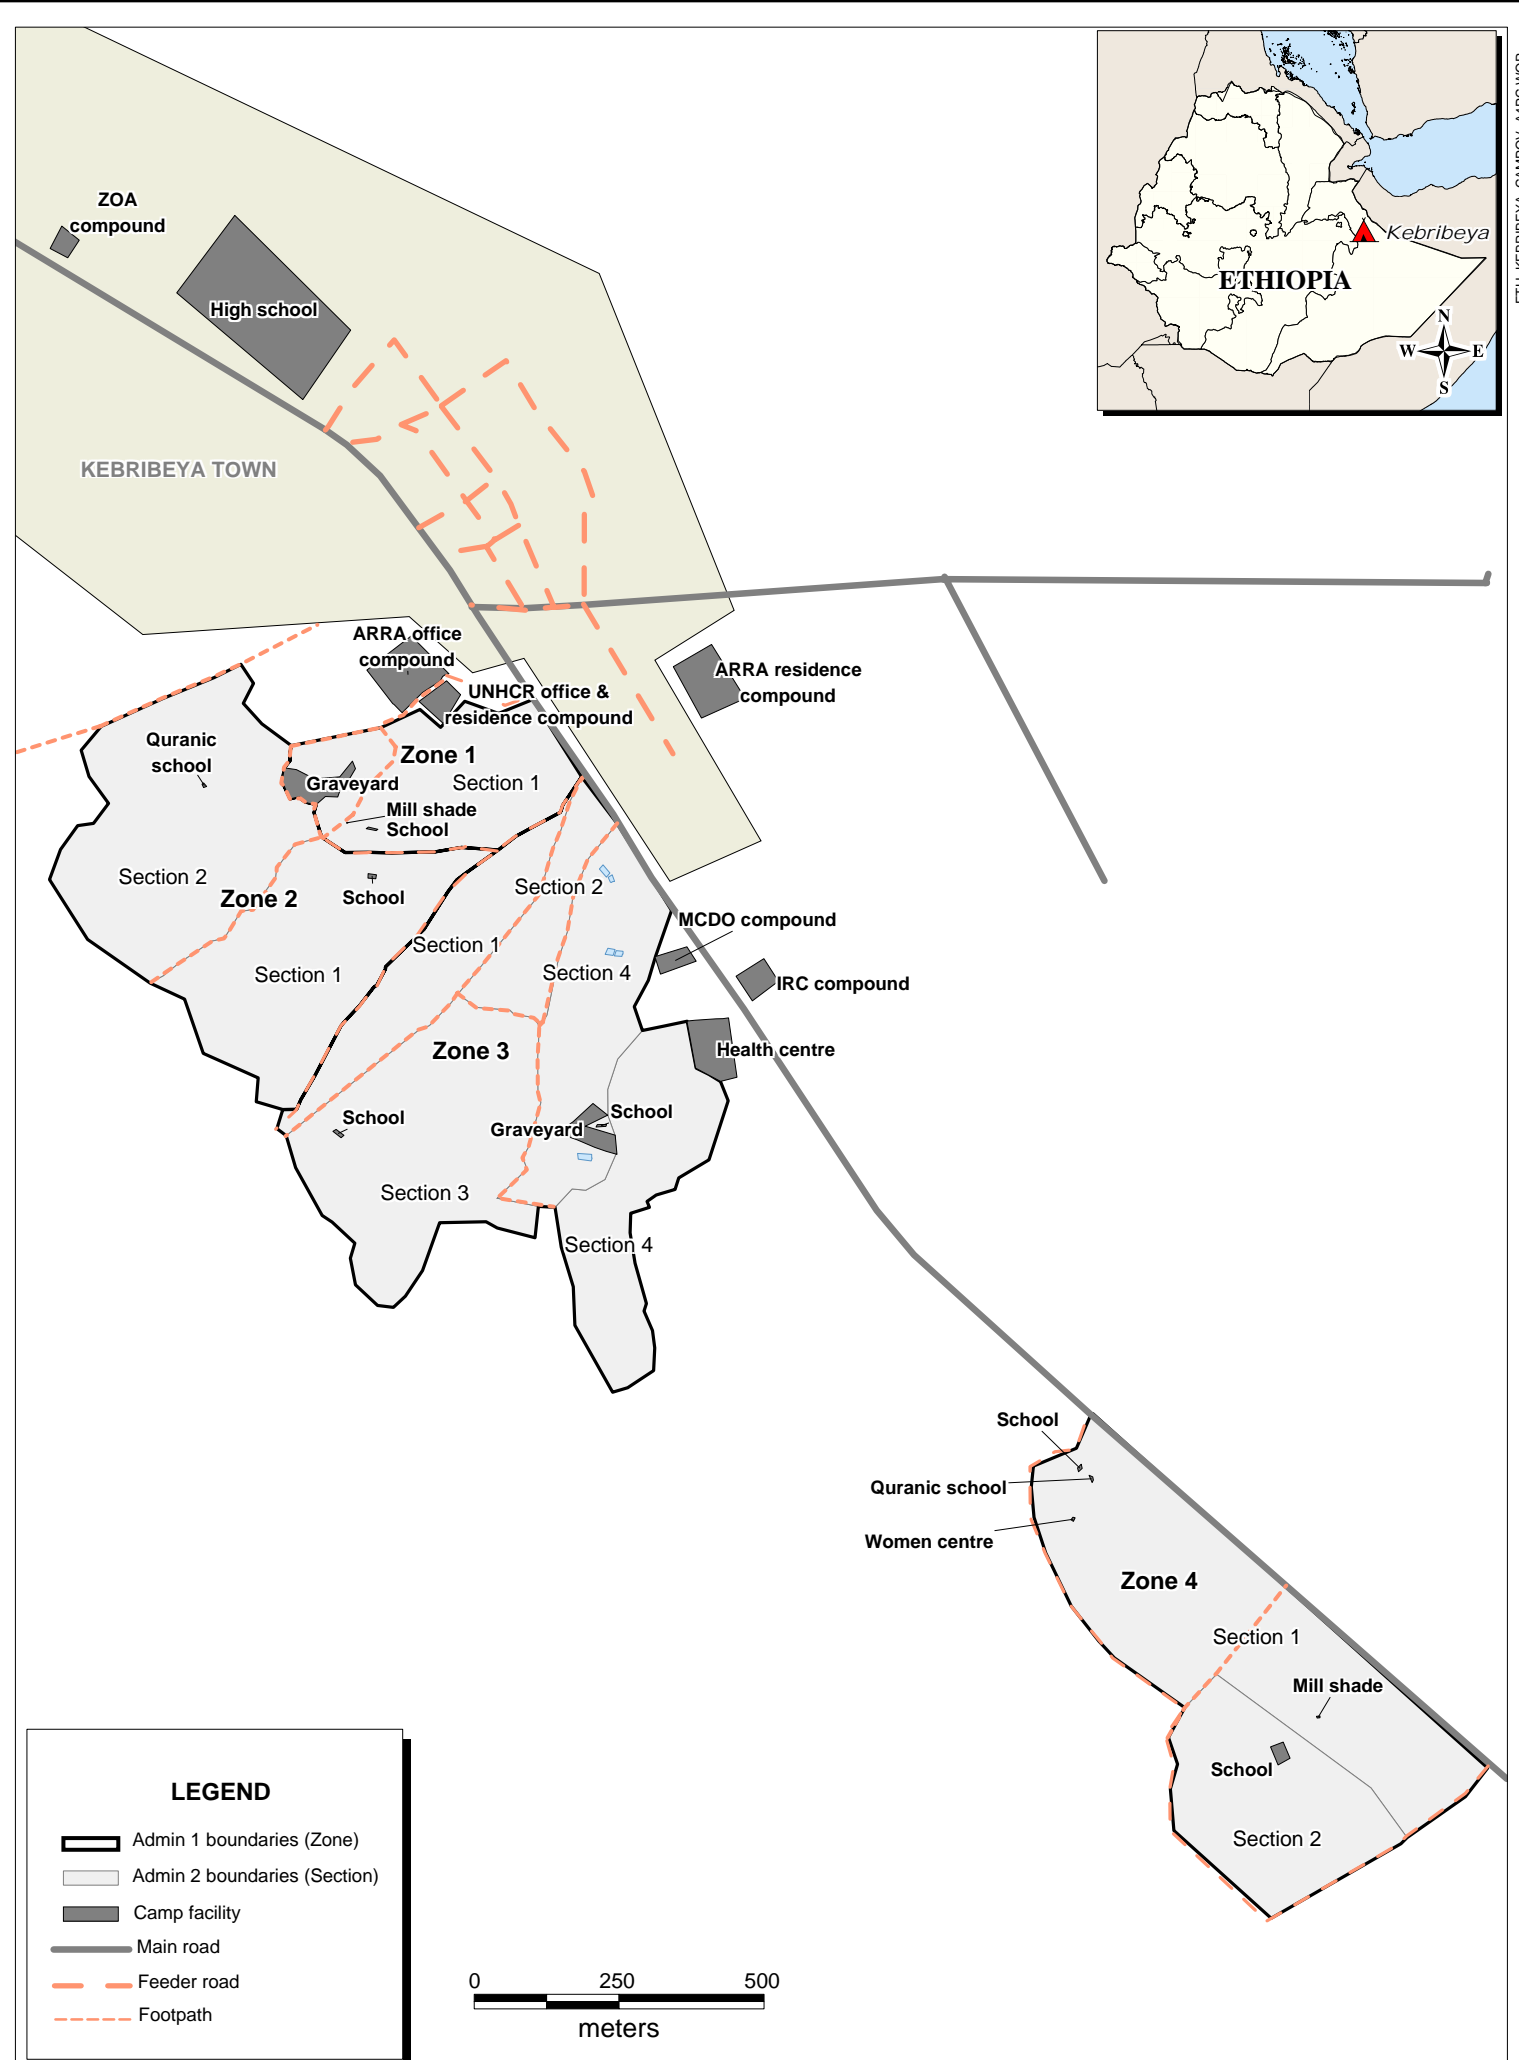 ZOA
compound
High school
KEBRIBEYA TOWN
Kebribeya
ETHIOPIA
N
W
E
S
ARRA office
compound
UNHCR office &
residence compound
ARRA residence
compound
Quranic
school
Zone 1
Section 1
Graveyard
Mill shade
School
Section 2
Zone 2
School
Section 2
Section 1
Section 1
Section 4
MCDO compound
IRC compound
Zone 3
Health centre
School
School
Graveyard
Section 3
Section 4
School
Quranic school
Women centre
Zone 4
Section 1
Mill shade
School
Section 2
LEGEND
Admin 1 boundaries (Zone)
Admin 2 boundaries (Section)
Camp facility
Main road
Feeder road
Footpath
0 250 500
meters